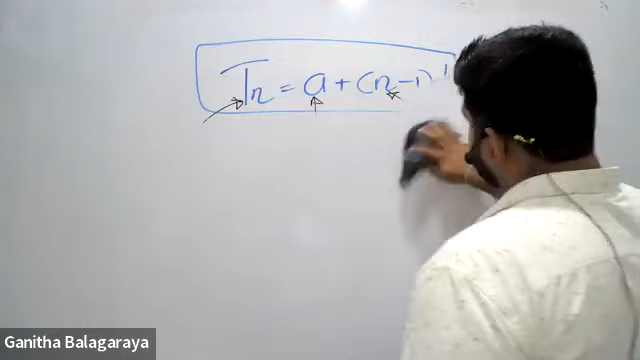 Tn = a + (n-1)
Ganitha Balagaraya